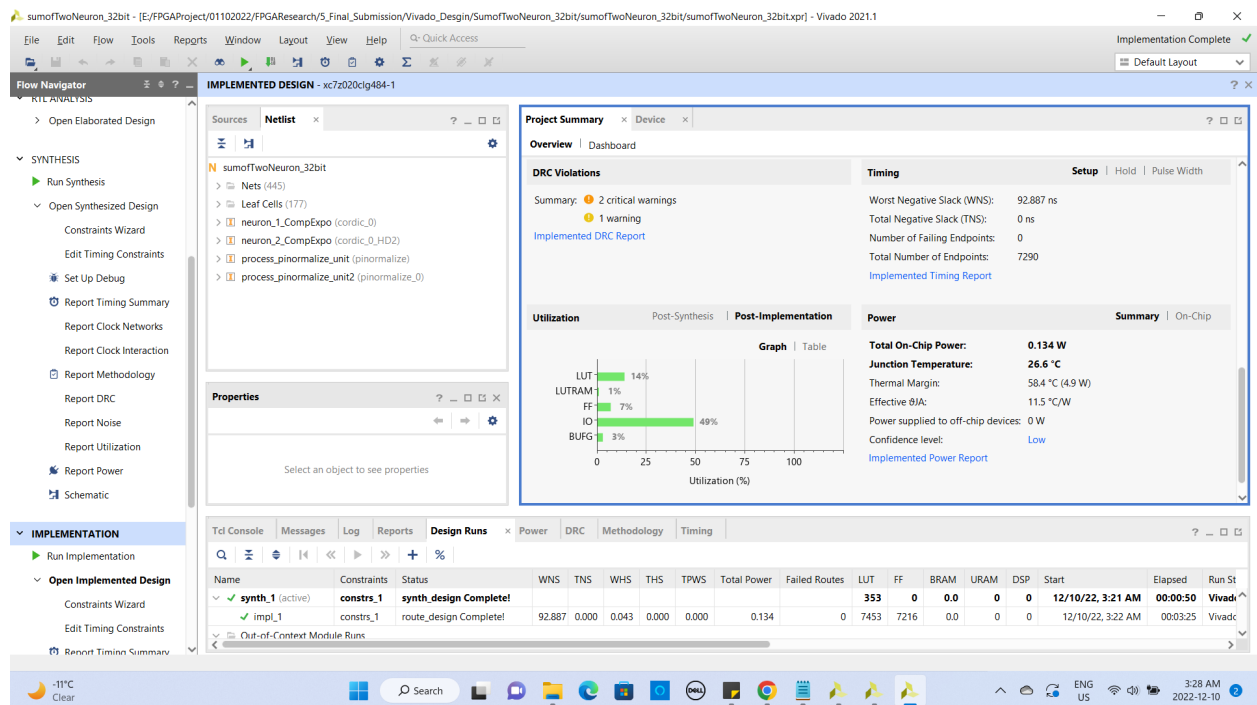 sumofTwoNeuron_32bit - [E:/FPGAProject/01102022/FPGAResearch/5_Final_Submission/Vivado_Desgin/SumofTwoNeuron_32bit/sumofTwoNeuron_32bit/sumofTwoNeuron_32bit.xpr] - Vivado 2021.1
File Edit Flow Tools Reports Window Layout View Help Q- Quick Access Implementation Complete
Default Layout
Flow Navigator
RTL ANALYSIS
Open Elaborated Design
SYNTHESIS
Run Synthesis
Open Synthesized Design
Constraints Wizard
Edit Timing Constraints
Set Up Debug
Report Timing Summary
Report Clock Networks
Report Clock Interaction
Report Methodology
Report DRC
Report Noise
Report Utilization
Report Power
Schematic
IMPLEMENTATION
Run Implementation
Open Implemented Design
Constraints Wizard
Edit Timing Constraints
Report Timing Summary
IMPLEMENTED DESIGN - xc7z020clg484-1
Sources Netlist
N sumofTwoNeuron_32bit
Nets (445)
Leaf Cells (177)
neuron_1_CompExpo (cordic_0)
neuron_2_CompExpo (cordic_0_HD2)
process_pinormalize_unit (pinormalize)
process_pinormalize_unit2 (pinormalize_0)
Properties
Select an object to see properties
Project Summary Device
Overview | Dashboard
DRC Violations
Summary: 2 critical warnings
1 warning
Implemented DRC Report
Timing Setup | Hold | Pulse Width
Worst Negative Slack (WNS): 92.887 ns
Total Negative Slack (TNS): 0 ns
Number of Failing Endpoints: 0
Total Number of Endpoints: 7290
Implemented Timing Report
Utilization Post-Synthesis | Post-Implementation
Graph | Table
LUT 14%
LUTRAM 1%
FF 7%
IO 49%
BUFG 3%
0 25 50 75 100
Utilization (%)
Power Summary | On-Chip
Total On-Chip Power: 0.134 W
Junction Temperature: 26.6 °C
Thermal Margin: 58.4 °C (4.9 W)
Effective ϑJA: 11.5 °C/W
Power supplied to off-chip devices: 0 W
Confidence level: Low
Implemented Power Report
Tcl Console Messages Log Reports Design Runs Power DRC Methodology Timing
Name Constraints Status WNS TNS WHS THS TPWS Total Power Failed Routes LUT FF BRAM URAM DSP Start Elapsed Run St
synth_1 (active) constrs_1 synth_design Complete! 353 0 0.0 0 0 12/10/22, 3:21 AM 00:00:50 Vivad
impl_1 constrs_1 route_design Complete! 92.887 0.000 0.043 0.000 0.000 0.134 0 7453 7216 0.0 0 0 12/10/22, 3:22 AM 00:03:25 Vivad
Out-of-Context Module Runs
-11°C
Clear
Search
DELL
ENG
US
3:28 AM
2022-12-10
2